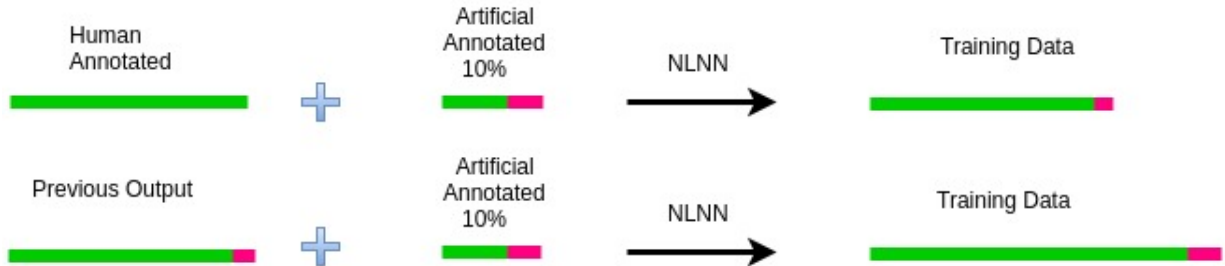 Human
Annotated
Artificial
Annotated
10%
NLNN
Training Data
Previous Output
Artificial
Annotated
10%
NLNN
Training Data